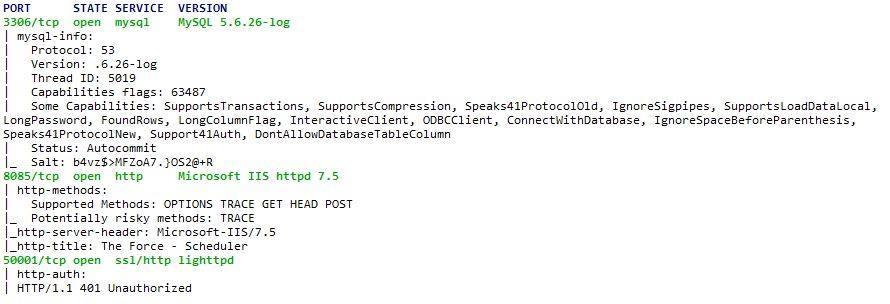 PORT      STATE SERVICE  VERSION
3306/tcp  open  mysql    MySQL 5.6.26-log
| mysql-info:
|   Protocol: 53
|   Version: .6.26-log
|   Thread ID: 5019
|   Capabilities flags: 63487
|   Some Capabilities: SupportsTransactions, SupportsCompression, Speaks41ProtocolOld, IgnoreSigpipes, SupportsLoadDataLocal,
LongPassword, FoundRows, LongColumnFlag, InteractiveClient, ODBCClient, ConnectWithDatabase, IgnoreSpaceBeforeParenthesis,
Speaks41ProtocolNew, Support41Auth, DontAllowDatabaseTableColumn
|   Status: Autocommit
|_  Salt: b4vz$>MFZoA7.}OS2@+R
8085/tcp  open  http     Microsoft IIS httpd 7.5
| http-methods:
|   Supported Methods: OPTIONS TRACE GET HEAD POST
|_  Potentially risky methods: TRACE
|_http-server-header: Microsoft-IIS/7.5
|_http-title: The Force - Scheduler
50001/tcp open  ssl/http lighttpd
| http-auth:
| HTTP/1.1 401 Unauthorized